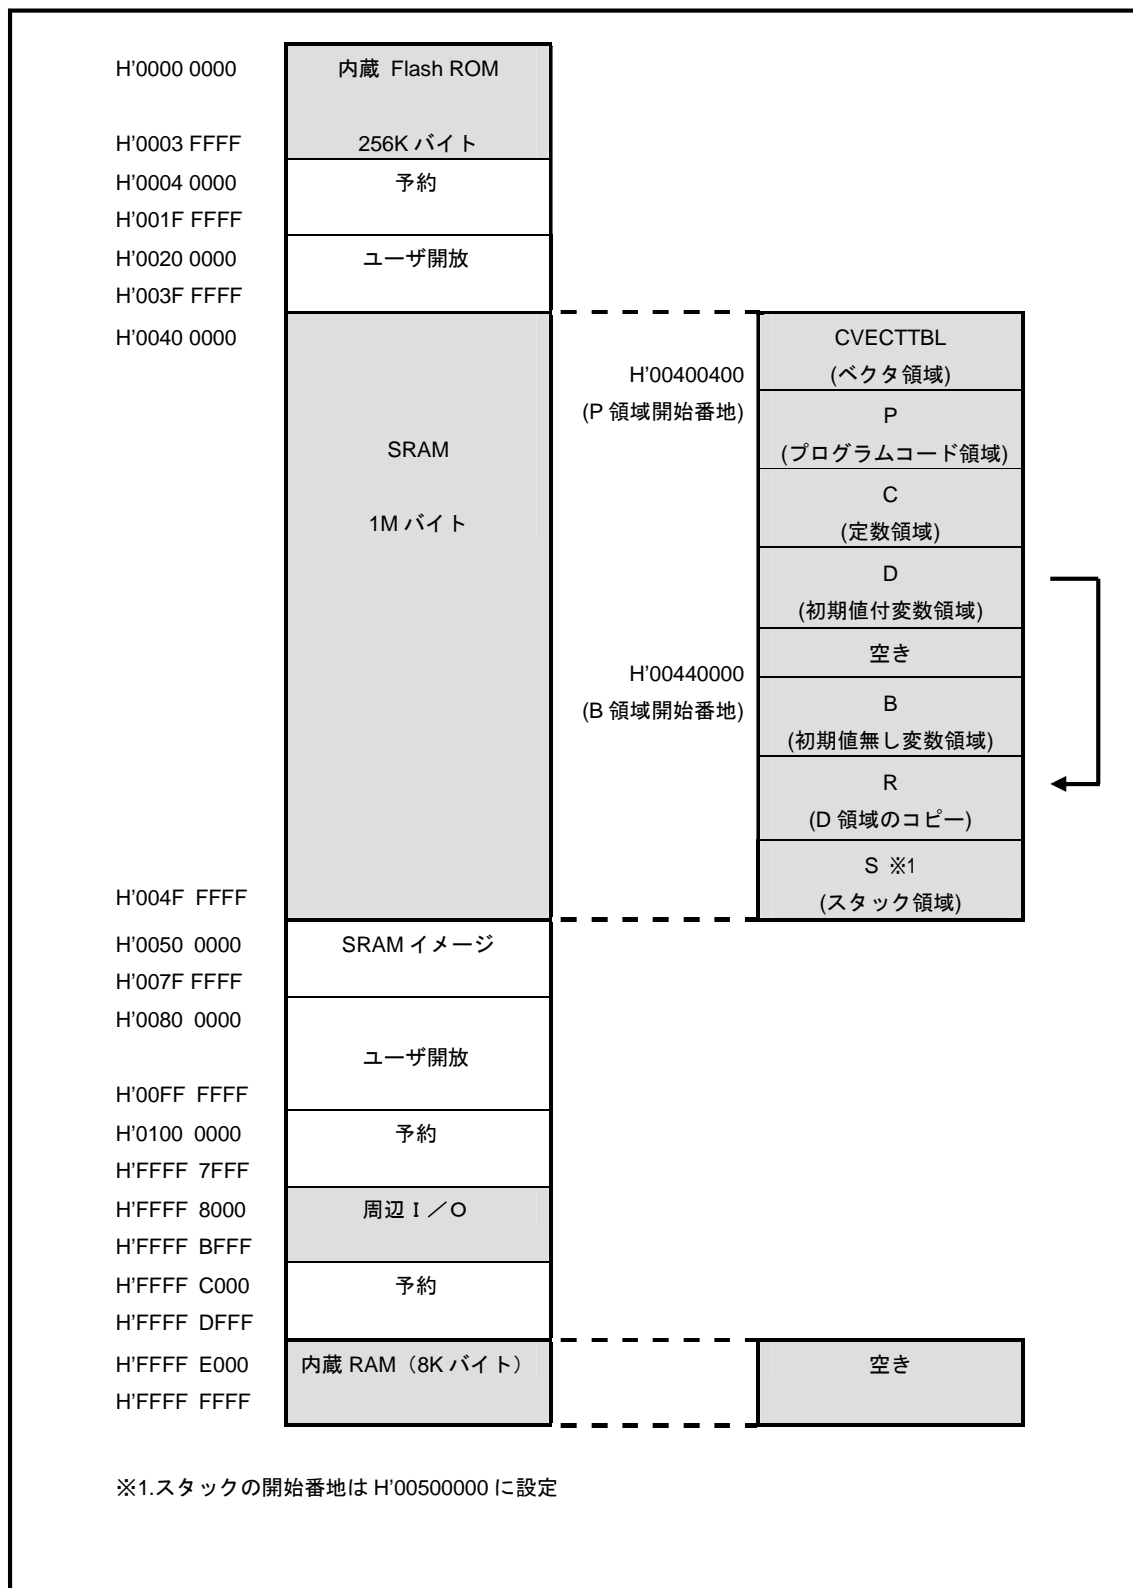 H'0000 0000
内蔵 Flash ROM
H'0003 FFFF
256K バイト
H'0004 0000
予約
H'001F FFFF
H'0020 0000
ユーザ開放
H'003F FFFF
H'0040 0000
SRAM
1M バイト
H'004F FFFF
CVECTTBL
(ベクタ領域)
H'00400400
(P 領域開始番地)
P
(プログラムコード領域)
C
(定数領域)
D
(初期値付変数領域)
空き
H'00440000
(B 領域開始番地)
B
(初期値無し変数領域)
R
(D 領域のコピー)
S ※1
(スタック領域)
H'0050 0000
SRAM イメージ
H'007F FFFF
H'0080 0000
ユーザ開放
H'00FF FFFF
H'0100 0000
予約
H'FFFF 7FFF
H'FFFF 8000
周辺Ⅰ／O
H'FFFF BFFF
H'FFFF C000
予約
H'FFFF DFFF
H'FFFF E000
内蔵 RAM（8K バイト）
空き
H'FFFF FFFF
※1.スタックの開始番地は H'00500000 に設定